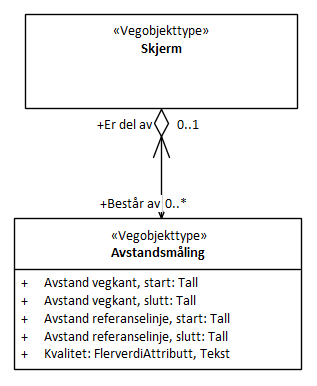 «Vegobjekttype»
Skjerm
+Er del av 0..1
+Består av 0..*
«Vegobjekttype»
Avstandsmåling
+ Avstand vegkant, start: Tall
+ Avstand vegkant, slutt: Tall
+ Avstand referanselinje, start: Tall
+ Avstand referanselinje, slutt: Tall
+ Kvalitet: FlerverdiAttributt, Tekst